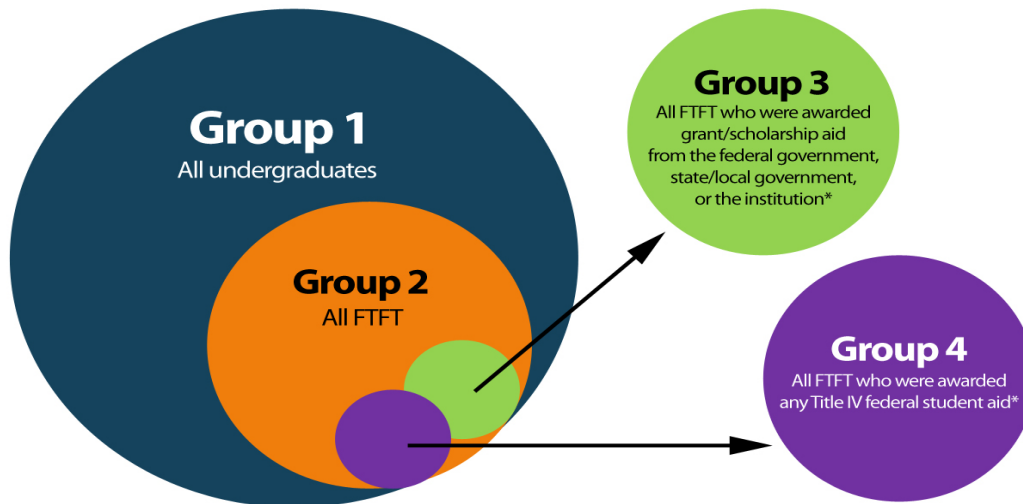 Group 1
All undergraduates
Group 2
All FTFT
Group 3
All FTFT who were awarded
grant/scholarship aid
from the federal government,
state/local government,
or the institution*
Group 4
All FTFT who were awarded
any Title IV federal student aid*